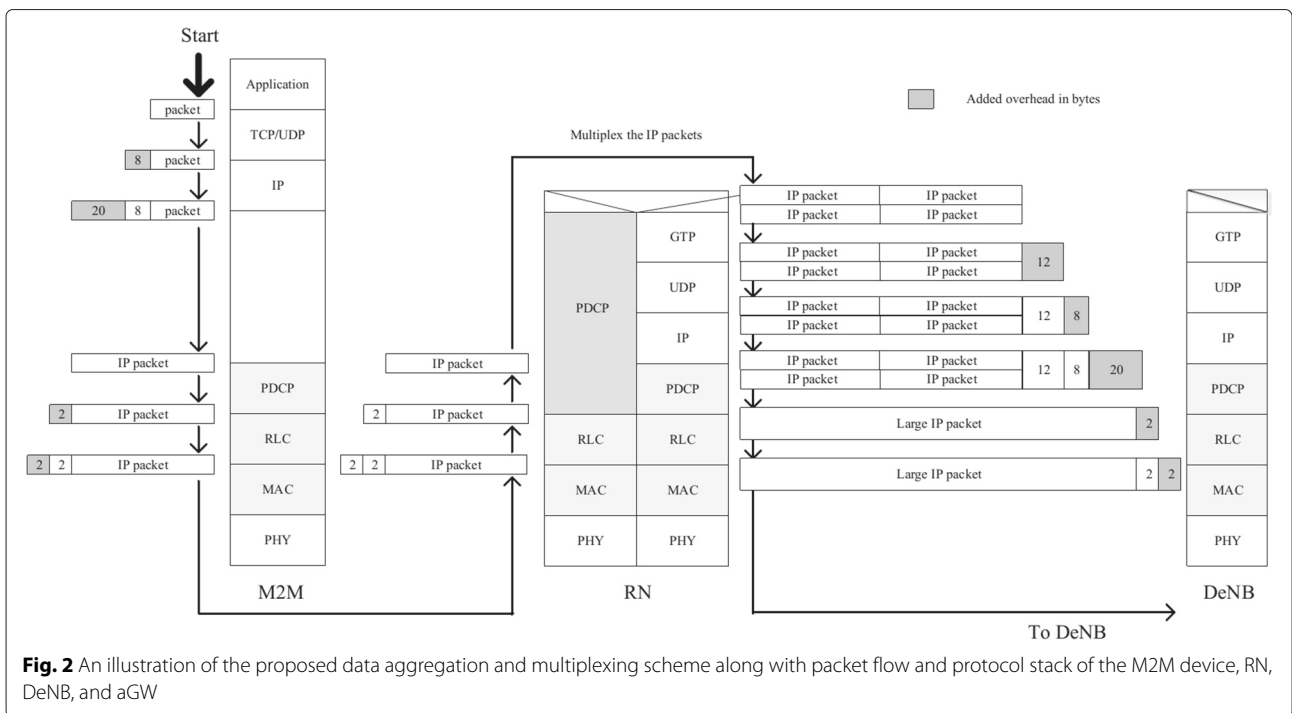 Start
packet
8 packet
20 8 packet
IP packet
2 IP packet
2 2 IP packet
Application
TCP/UDP
IP
PDCP
RLC
MAC
PHY
M2M
IP packet
2 IP packet
2 2 IP packet
Multiplex the IP packets
Added overhead in bytes
PDCP
RLC
MAC
PHY
GTP
UDP
IP
PDCP
RLC
MAC
PHY
RN
IP packet IP packet
IP packet IP packet
IP packet IP packet
IP packet IP packet
12
IP packet IP packet
IP packet IP packet
12 8
IP packet IP packet
IP packet IP packet
12 8 20
Large IP packet 2
Large IP packet 2 2
To DeNB
GTP
UDP
IP
PDCP
RLC
MAC
PHY
DeNB
Fig. 2 An illustration of the proposed data aggregation and multiplexing scheme along with packet flow and protocol stack of the M2M device, RN,
DeNB, and aGW